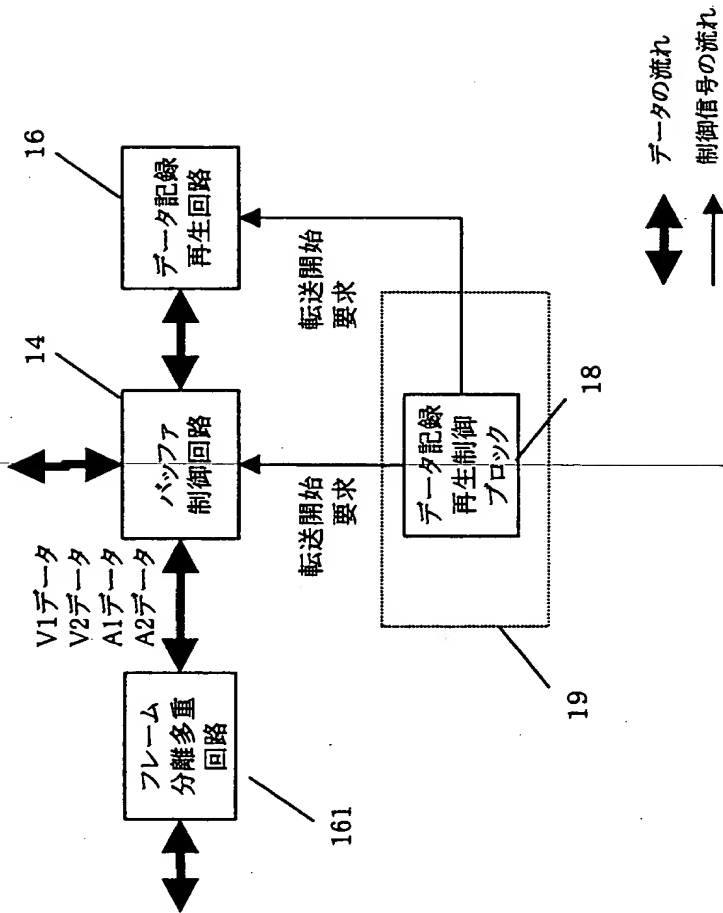 V1データ
V2データ
A1データ
A2データ
14
16
フレーム
分離多重
回路
161
バッファ
制御回路
データ記録
再生回路
転送開始
要求
転送開始
要求
データ記録
再生制御
ブロック
18
19
データの流れ
制御信号の流れ